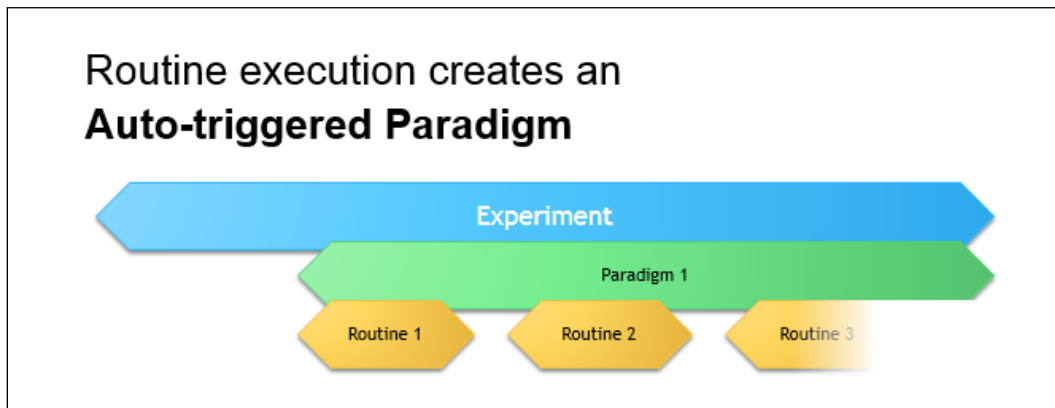 Routine execution creates an
Auto-triggered Paradigm
Experiment
Paradigm 1
Routine 1
Routine 2
Routine 3